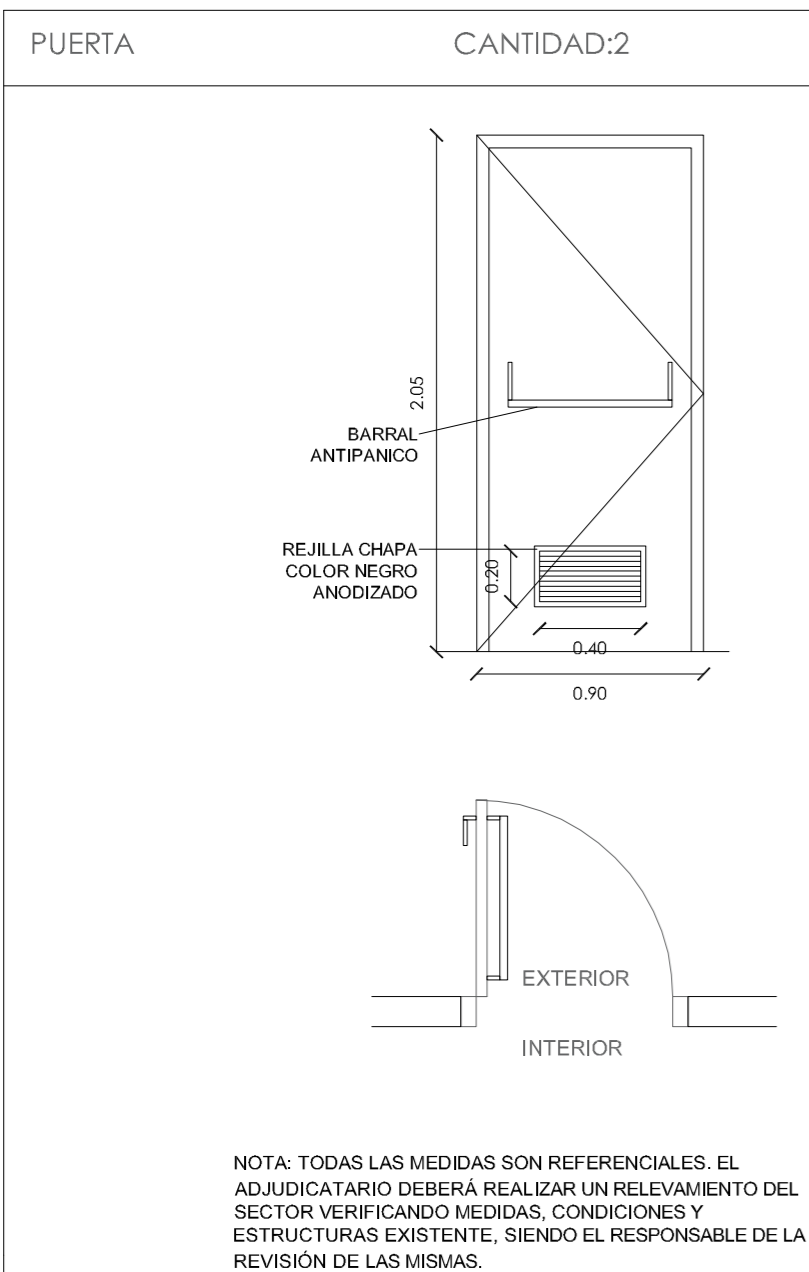 PUERTA CANTIDAD:2
2.05
BARRAL
ANTIPANICO
REJILLA CHAPA
COLOR NEGRO
ANODIZADO
0.20
0.40
0.90
EXTERIOR
INTERIOR
NOTA: TODAS LAS MEDIDAS SON REFERENCIALES. EL
ADJUDICATARIO DEBERÁ REALIZAR UN RELEVAMIENTO DEL
SECTOR VERIFICANDO MEDIDAS, CONDICIONES Y
ESTRUCTURAS EXISTENTE, SIENDO EL RESPONSABLE DE LA
REVISIÓN DE LAS MISMAS.